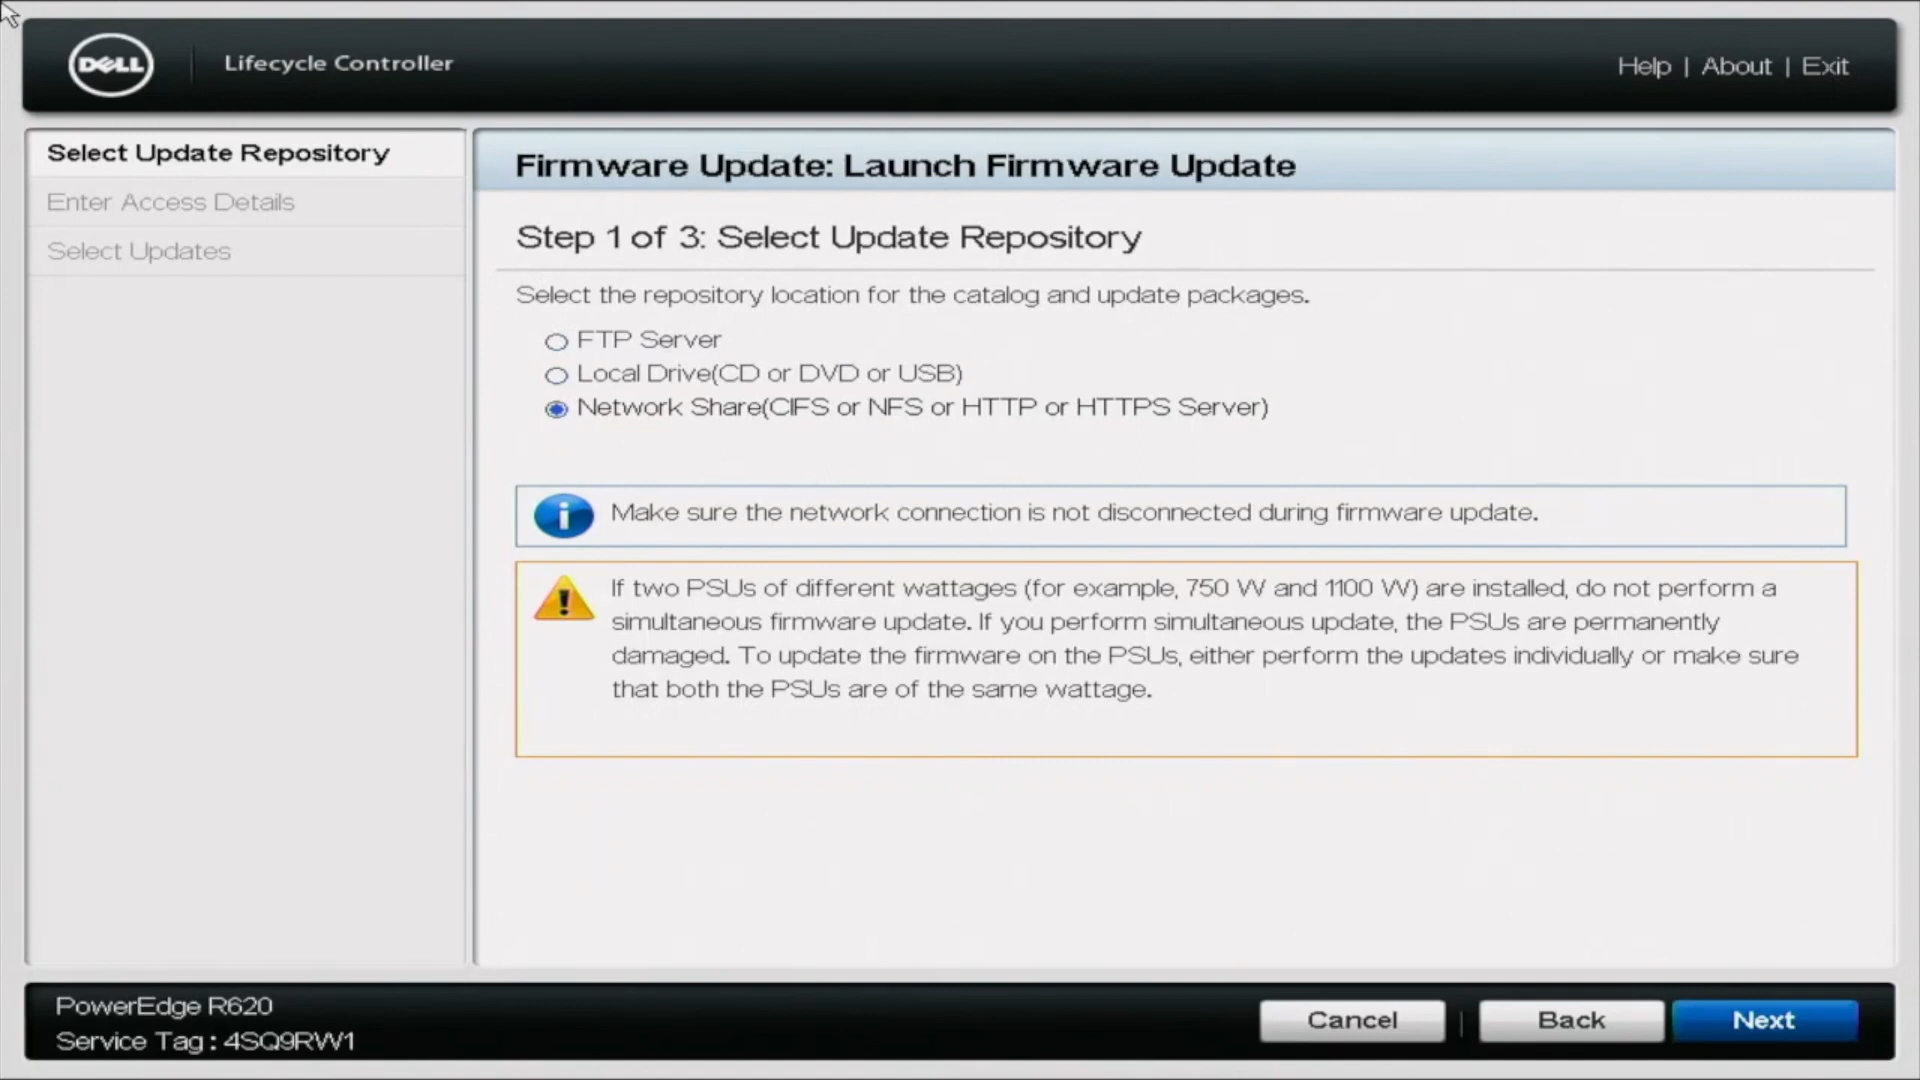 DELL
Lifecycle Controller
Help | About | Exit
Select Update Repository
Enter Access Details
Select Updates
Firmware Update: Launch Firmware Update
Step 1 of 3: Select Update Repository
Select the repository location for the catalog and update packages.
FTP Server
Local Drive(CD or DVD or USB)
Network Share(CIFS or NFS or HTTP or HTTPS Server)
Make sure the network connection is not disconnected during firmware update.
If two PSUs of different wattages (for example, 750 W and 1100 W) are installed, do not perform a
simultaneous firmware update. If you perform simultaneous update, the PSUs are permanently
damaged. To update the firmware on the PSUs, either perform the updates individually or make sure
that both the PSUs are of the same wattage.
PowerEdge R620
Service Tag : 4SQ9RW1
Cancel | Back Next